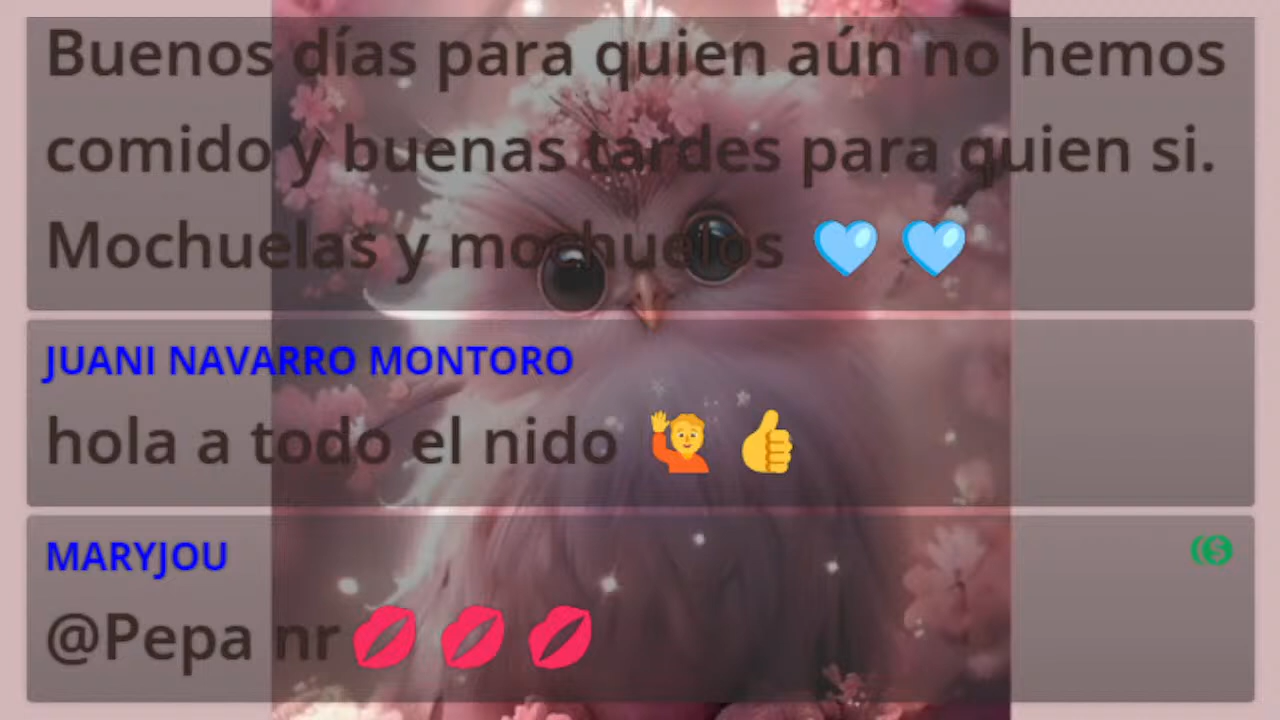 Buenos días para quien aún no hemos
comido y buenas tardes para quien si.
Mochuelas y mochuelos 🩵 🩵
JUANI NAVARRO MONTORO
hola a todo el nido 🙋 👍
MARYJOU
@Pepa nr💋 💋 💋